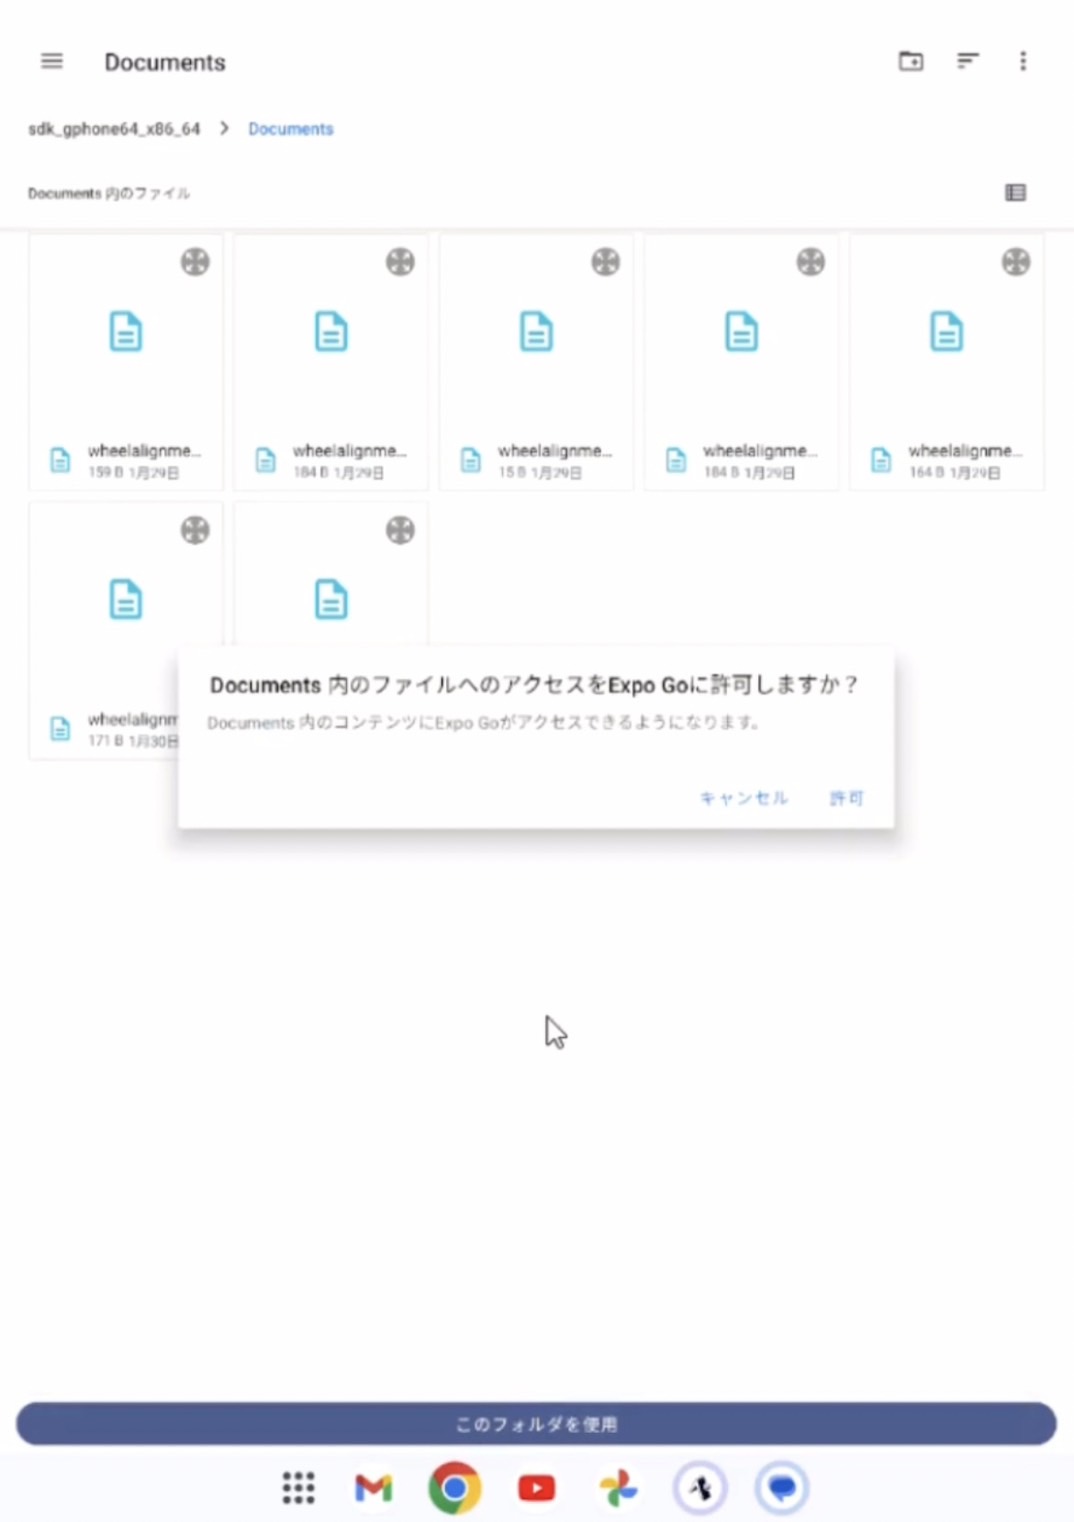 Documents
sdk_gphone64_x86_64 > Documents
Documents 内のファイル
wheelalignme...
159 B 1月29日
wheelalignme...
184 B 1月29日
wheelalignme...
15 B 1月29日
wheelalignme...
184 B 1月29日
wheelalignme...
164 B 1月29日
wheelalignm
171 B 1月30日
Documents 内のファイルへのアクセスをExpo Goに許可しますか？
Documents 内のコンテンツにExpo Goがアクセスできるようになります。
キャンセル 許可
このフォルダを使用